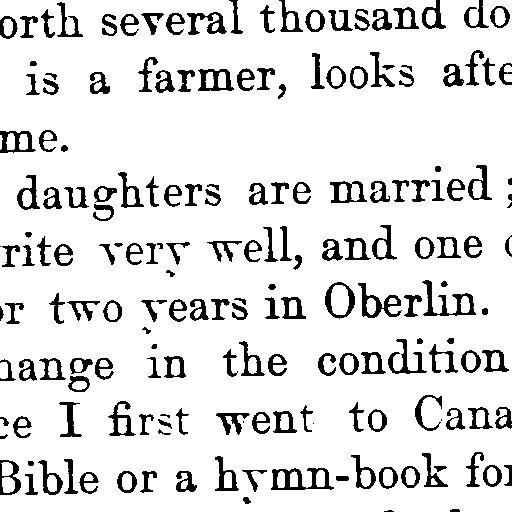 orth several thousand do
is a farmer, looks afte
me.
daughters are married ;
rite very well, and one
or two years in Oberlin.
hange in the condition
ce I first went to Cana
Bible or a hymn-book for